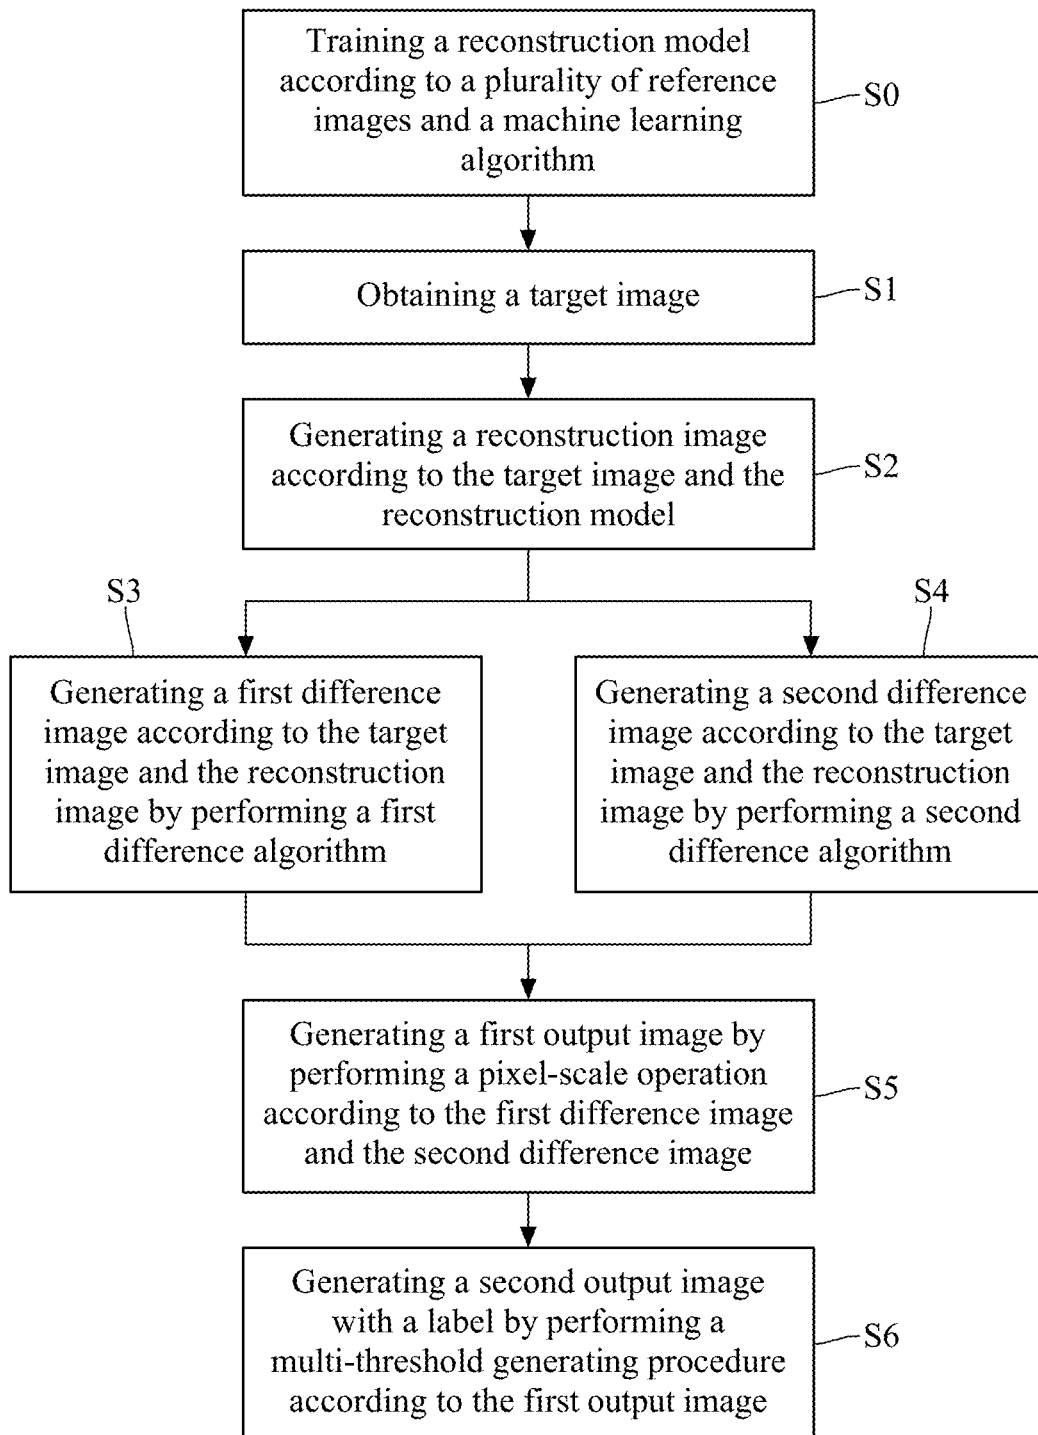 Training a reconstruction model
according to a plurality of reference
images and a machine learning
algorithm
S0
Obtaining a target image
S1
Generating a reconstruction image
according to the target image and the
reconstruction model
S2
S3
Generating a first difference
image according to the target
image and the reconstruction
image by performing a first
difference algorithm
S4
Generating a second difference
image according to the target
image and the reconstruction
image by performing a second
difference algorithm
Generating a first output image by
performing a pixel-scale operation
according to the first difference image
and the second difference image
S5
Generating a second output image
with a label by performing a
multi-threshold generating procedure
according to the first output image
S6